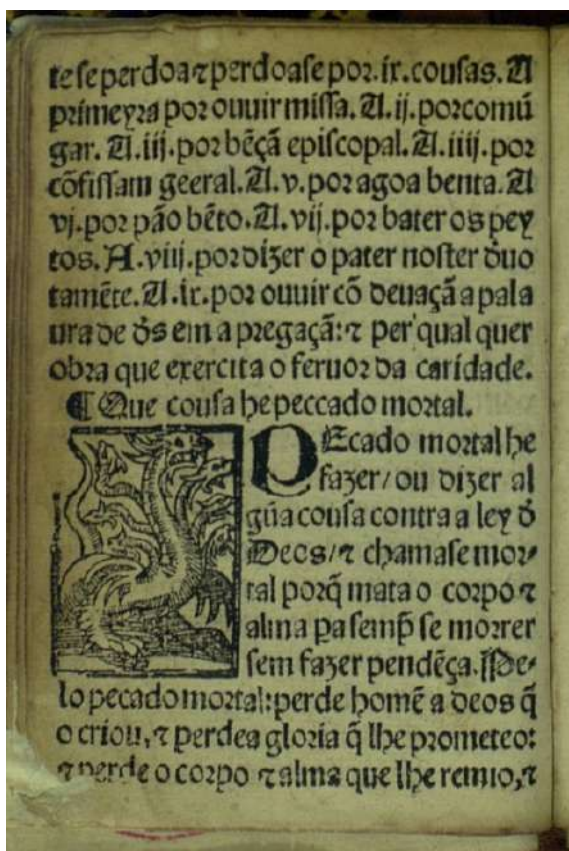 te ſe perdoa ⁊ perdoaſe por .ix. couſas. A
primeyra por ouuir miſſa. A .ij. por comũ
gar. A .iij. por bẽçã epiſcopal. A .iiij. por
cõfiſſam geeral. A .v. por agoa benta. A
vj. por pão bẽto. A .vij. por bater os pey
tos. A .viij. por dizer o pater noſter đuo
tamẽte. A .ix. por ouuir cõ deuaçã a pala
ura de đs em a pregaçã: ⁊ per qual quer
obra que exercita o feruor da caridade.
¶ Que couſa he peccado mortal.
PEcado mortal he
fazer / ou dizer al
gũa couſa contra a ley đ
Deos / ⁊ chamaſe mor⸗
tal porq̃ mata o corpo ⁊
alma ꝑa ſemp̃ ſe morrer
ſem fazer pendẽça. Pe⸗
lo pecado mortal: perde homẽ a deos q̃
o criou, ⁊ perde a gloria q̃ lhe prometeo:
⁊ perde o corpo ⁊ alma que lhe remio, ⁊